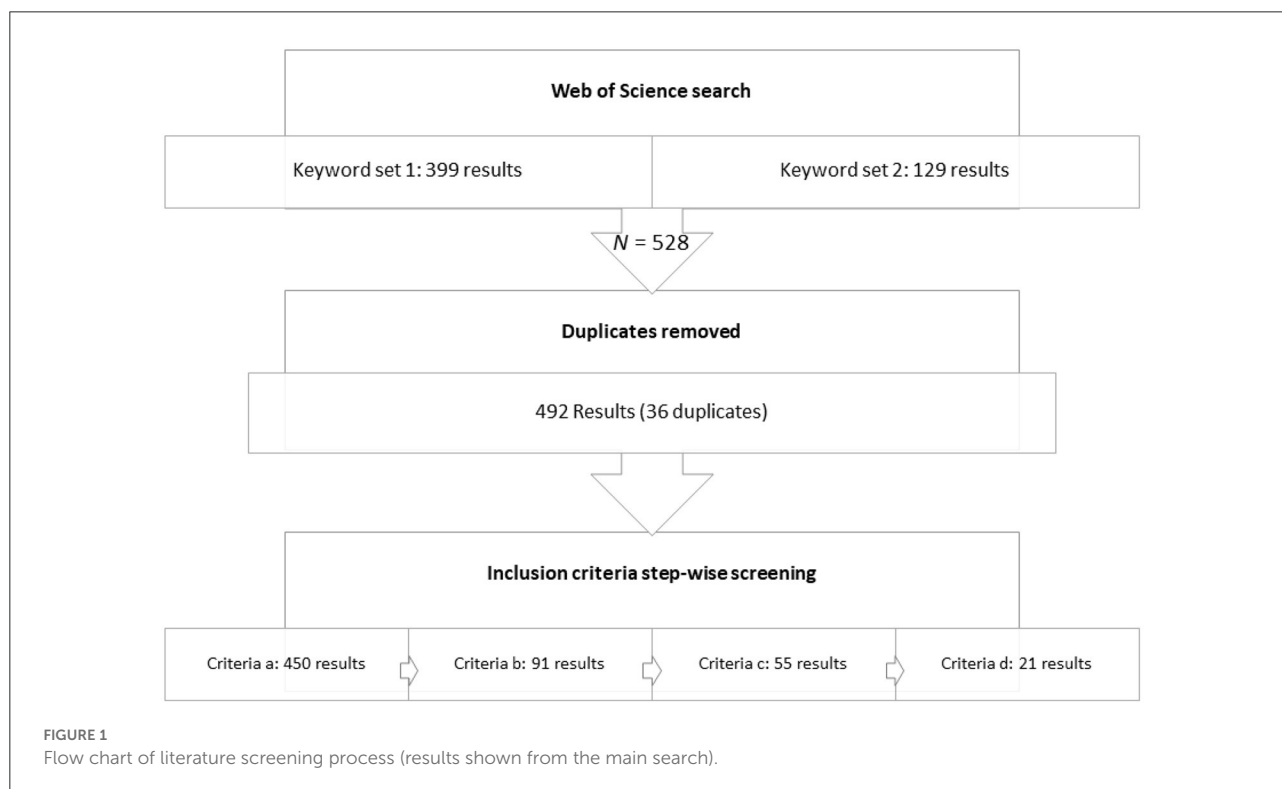 Web of Science search
Keyword set 1: 399 results
Keyword set 2: 129 results
N = 528
Duplicates removed
492 Results (36 duplicates)
Inclusion criteria step-wise screening
Criteria a: 450 results
Criteria b: 91 results
Criteria c: 55 results
Criteria d: 21 results
FIGURE 1
Flow chart of literature screening process (results shown from the main search).